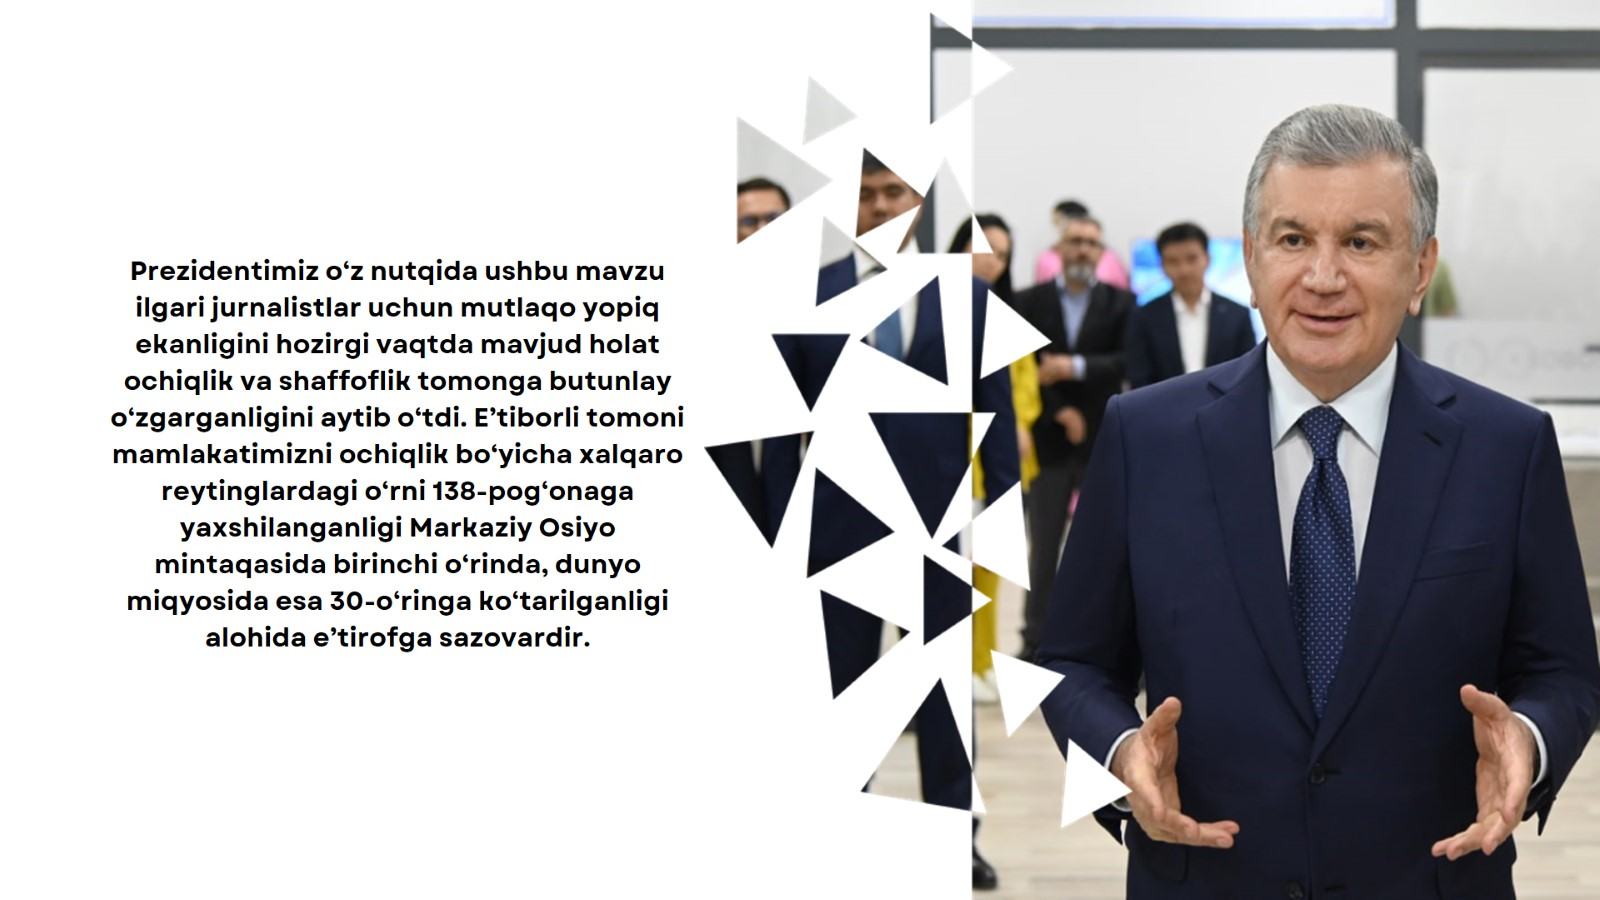 Prezidentimiz o‘z nutqida ushbu mavzu
ilgari jurnalistlar uchun mutlaqo yopiq
ekanligini hozirgi vaqtda mavjud holat
ochiqlik va shaffoflik tomonga butunlay
o‘zgarganligini aytib o‘tdi. E’tiborli tomoni
mamlakatimizni ochiqlik bo‘yicha xalqaro
reytinglardagi o‘rni 138-pog‘onaga
yaxshilanganligi Markaziy Osiyo
mintaqasida birinchi o‘rinda, dunyo
miqyosida esa 30-o‘ringa ko‘tarilganligi
alohida e’tirofga sazovardir.